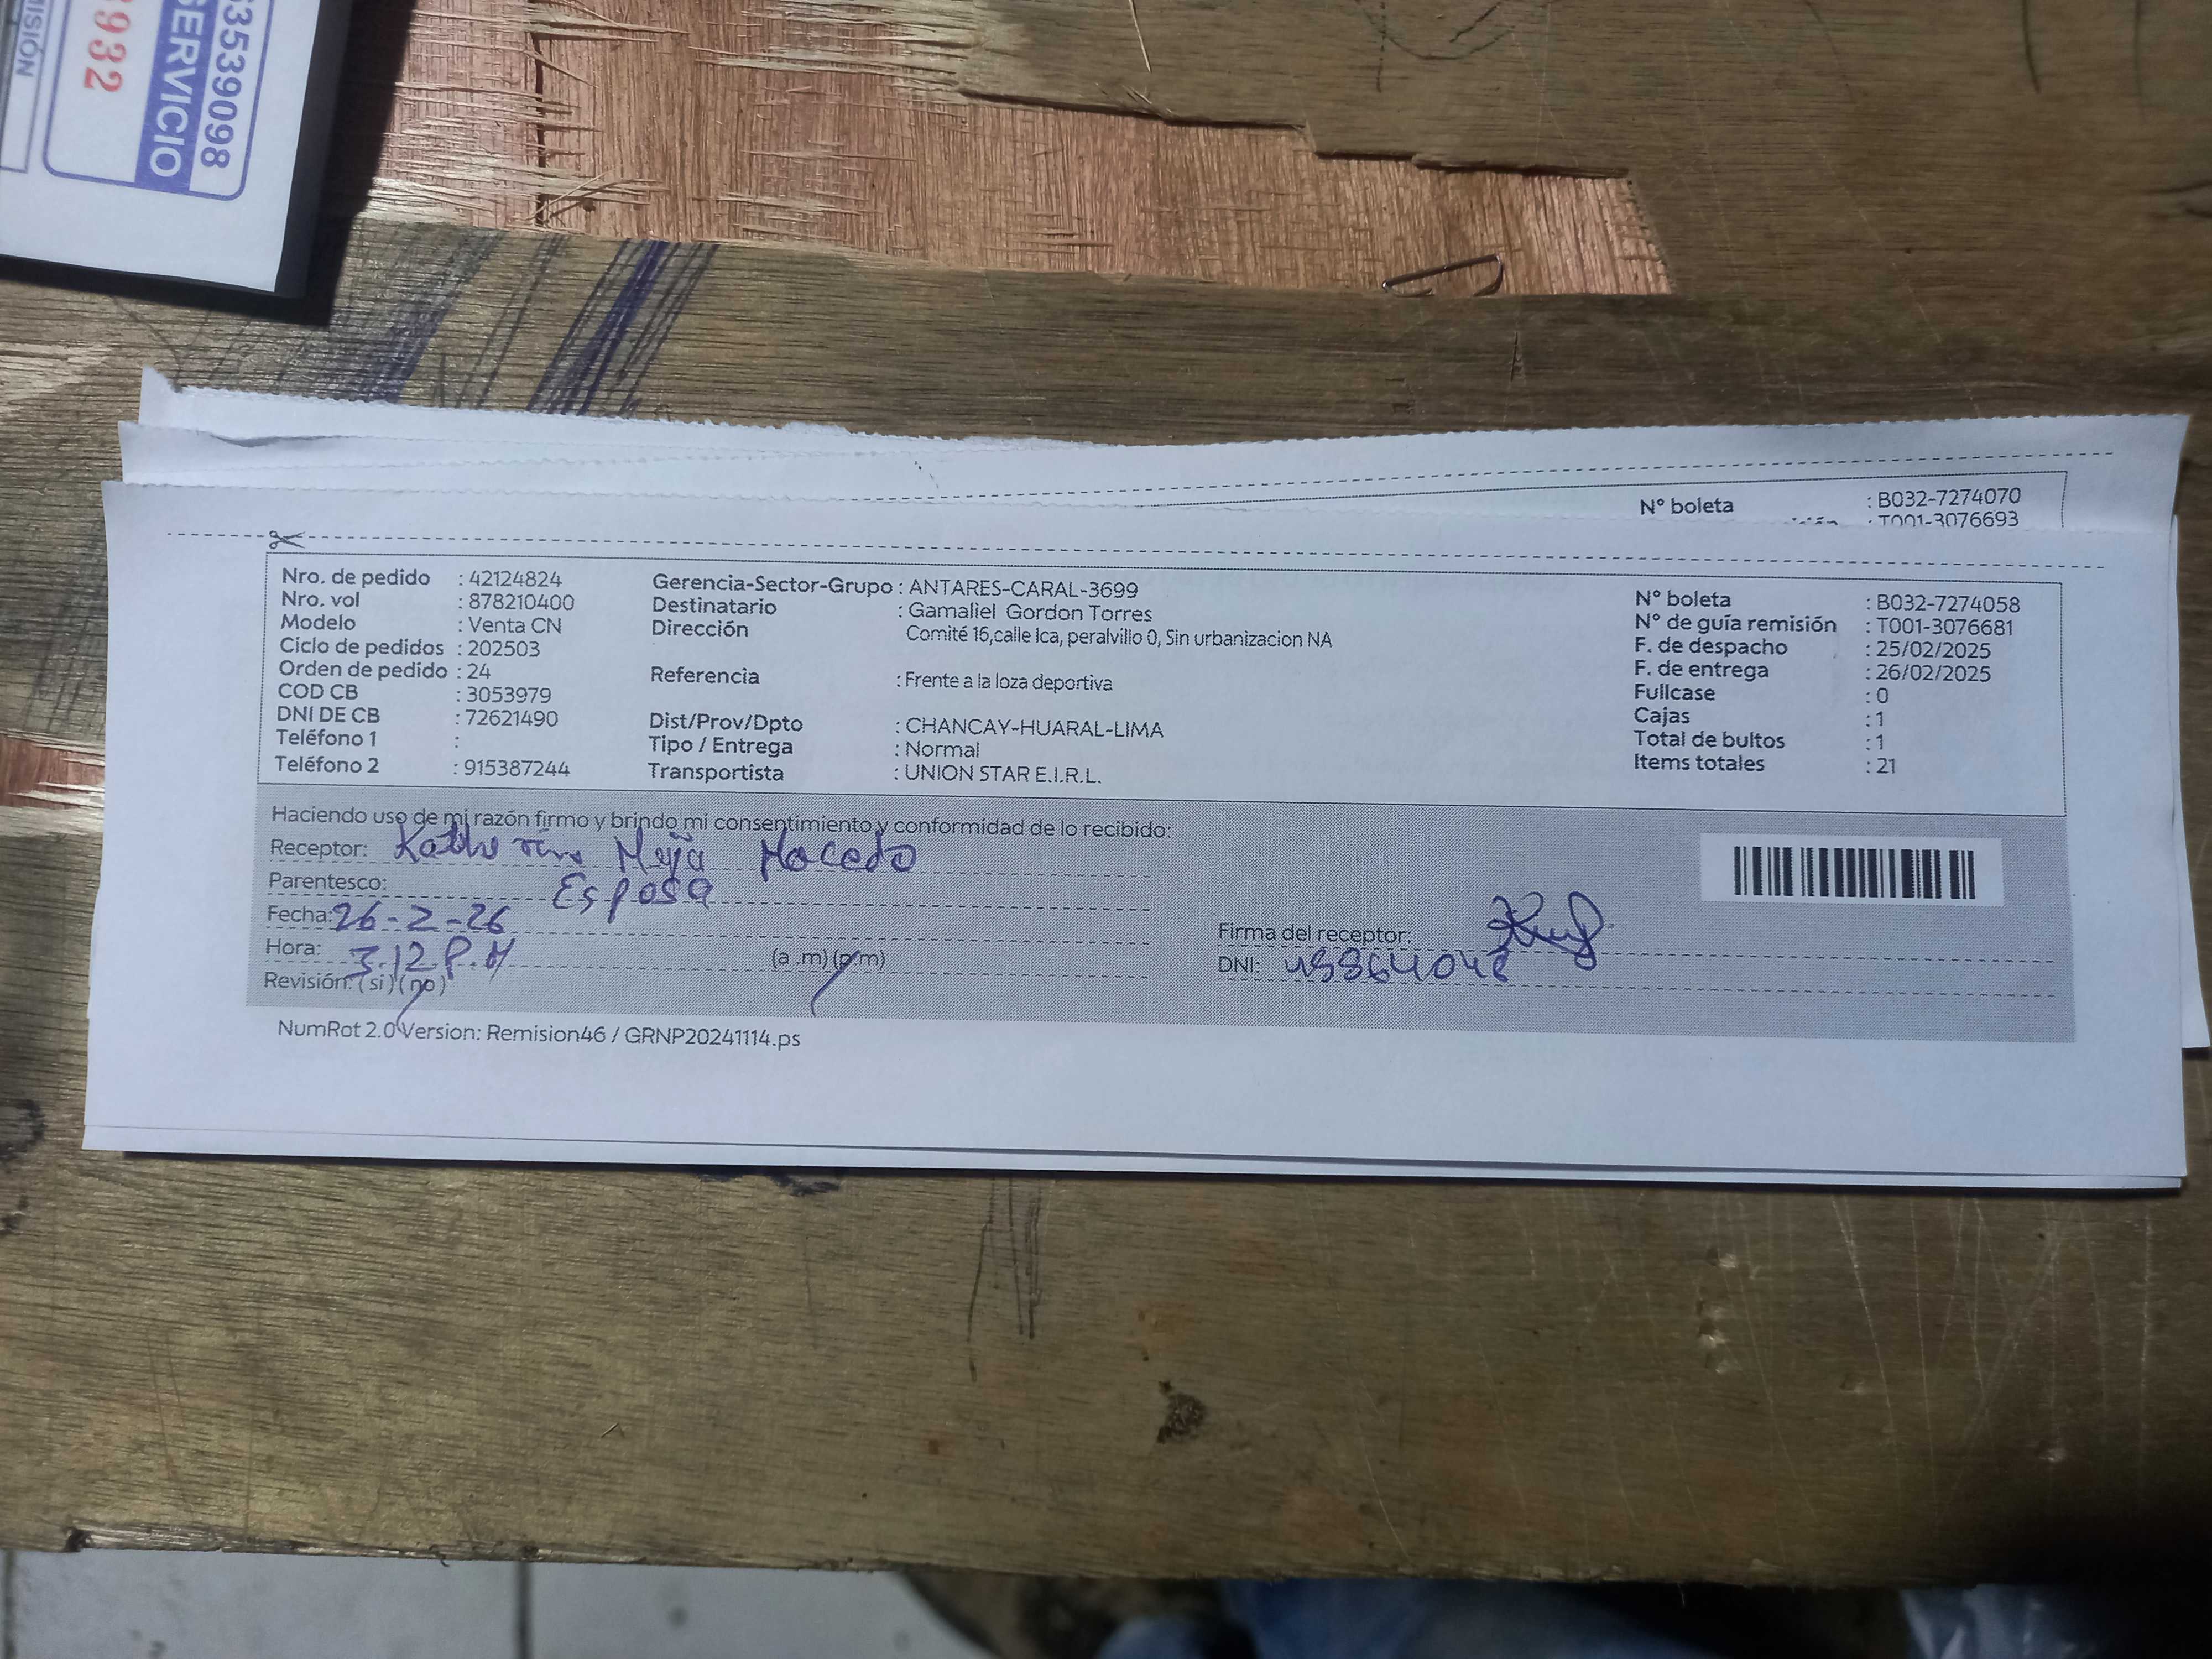 33539098
SERVICIO
9932
ISIÓN
N° boleta : B032-7274070
: T001-3076693
Nro. de pedido : 42124824
Nro. vol : 878210400
Modelo : Venta CN
Ciclo de pedidos : 202503
Orden de pedido : 24
COD CB : 3053979
DNI DE CB : 72621490
Teléfono 1 :
Teléfono 2 : 915387244
Gerencia-Sector-Grupo : ANTARES-CARAL-3699
Destinatario : Gamaliel Gordon Torres
Dirección Comité 16,calle Ica, peralvillo 0, Sin urbanizacion NA
Referencia : Frente a la loza deportiva
Dist/Prov/Dpto : CHANCAY-HUARAL-LIMA
Tipo / Entrega : Normal
Transportista : UNION STAR E.I.R.L.
N° boleta : B032-7274058
N° de guía remisión : T001-3076681
F. de despacho : 25/02/2025
F. de entrega : 26/02/2025
Fullcase : 0
Cajas : 1
Total de bultos : 1
Items totales : 21
Haciendo uso de mi razón firmo y brindo mi consentimiento y conformidad de lo recibido:
Receptor: Katherine Mejía Macedo
Parentesco: Esposa
Fecha: 26-2-26
Hora: 3.12 P.M (a .m) (p.m)
Revisión: (si) (no)
Firma del receptor:
DNI:
NumRot 2.0 Version: Remision46 / GRNP20241114.ps